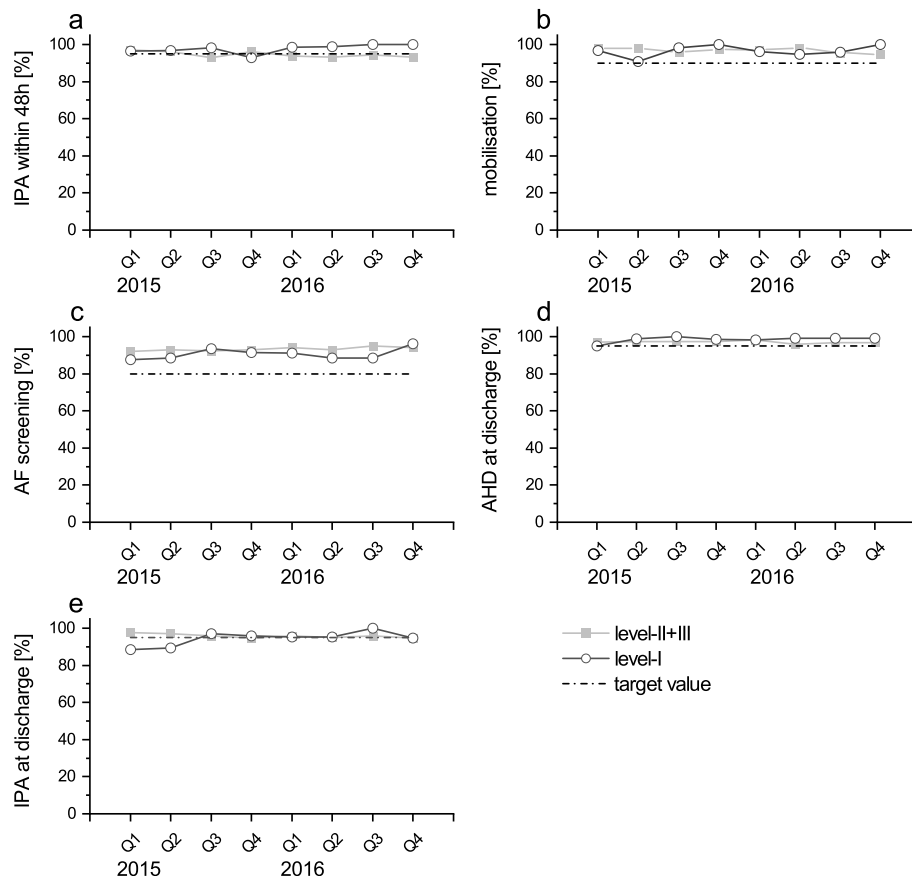 a
IPA within 48h [%]
100
80
60
40
20
0
Q1 Q2 Q3 Q4 Q1 Q2 Q3 Q4
2015 2016
b
mobilisation [%]
100
80
60
40
20
0
Q1 Q2 Q3 Q4 Q1 Q2 Q3 Q4
2015 2016
c
AF screening [%]
100
80
60
40
20
0
Q1 Q2 Q3 Q4 Q1 Q2 Q3 Q4
2015 2016
d
AHD at discharge [%]
100
80
60
40
20
0
Q1 Q2 Q3 Q4 Q1 Q2 Q3 Q4
2015 2016
e
IPA at discharge [%]
100
80
60
40
20
0
Q1 Q2 Q3 Q4 Q1 Q2 Q3 Q4
2015 2016
level-II+III
level-I
target value